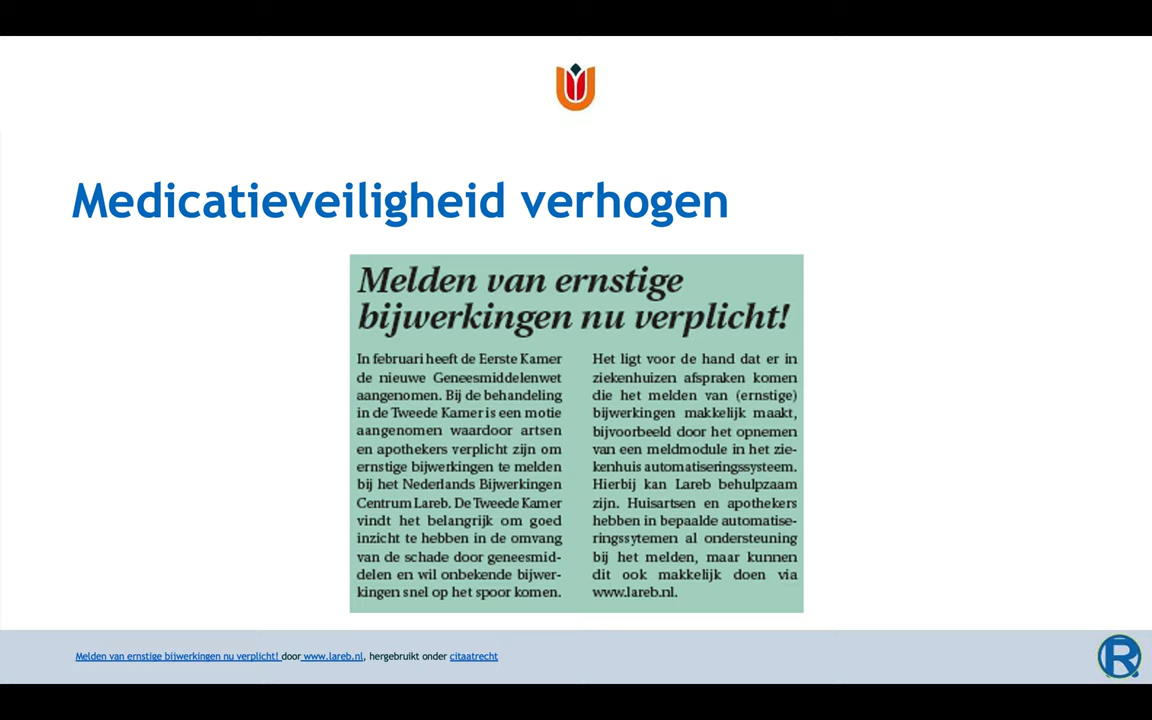 Medicatieveiligheid verhogen
Melden van ernstige
bijwerkingen nu verplicht!
In februari heeft de Eerste Kamer
de nieuwe Geneesmiddelenwet
aangenomen. Bij de behandeling
in de Tweede Kamer is een motie
aangenomen waardoor artsen
en apothekers verplicht zijn om
ernstige bijwerkingen te melden
bij het Nederlands Bijwerkingen
Centrum Lareb. De Tweede Kamer
vindt het belangrijk om goed
inzicht te hebben in de omvang
van de schade door geneesmid-
delen en wil onbekende bijwer-
kingen snel op het spoor komen.
Het ligt voor de hand dat er in
ziekenhuizen afspraken komen
die het melden van (ernstige)
bijwerkingen makkelijk maakt,
bijvoorbeeld door het opnemen
van een meldmodule in het zie-
kenhuis automatiseringssysteem.
Hierbij kan Lareb behulpzaam
zijn. Huisartsen en apothekers
hebben in bepaalde automatise-
ringssytemen al ondersteuning
bij het melden, maar kunnen
dit ook makkelijk doen via
www.lareb.nl.
Melden van ernstige bijwerkingen nu verplicht! door www.lareb.nl, hergebruikt onder citaatrecht
R